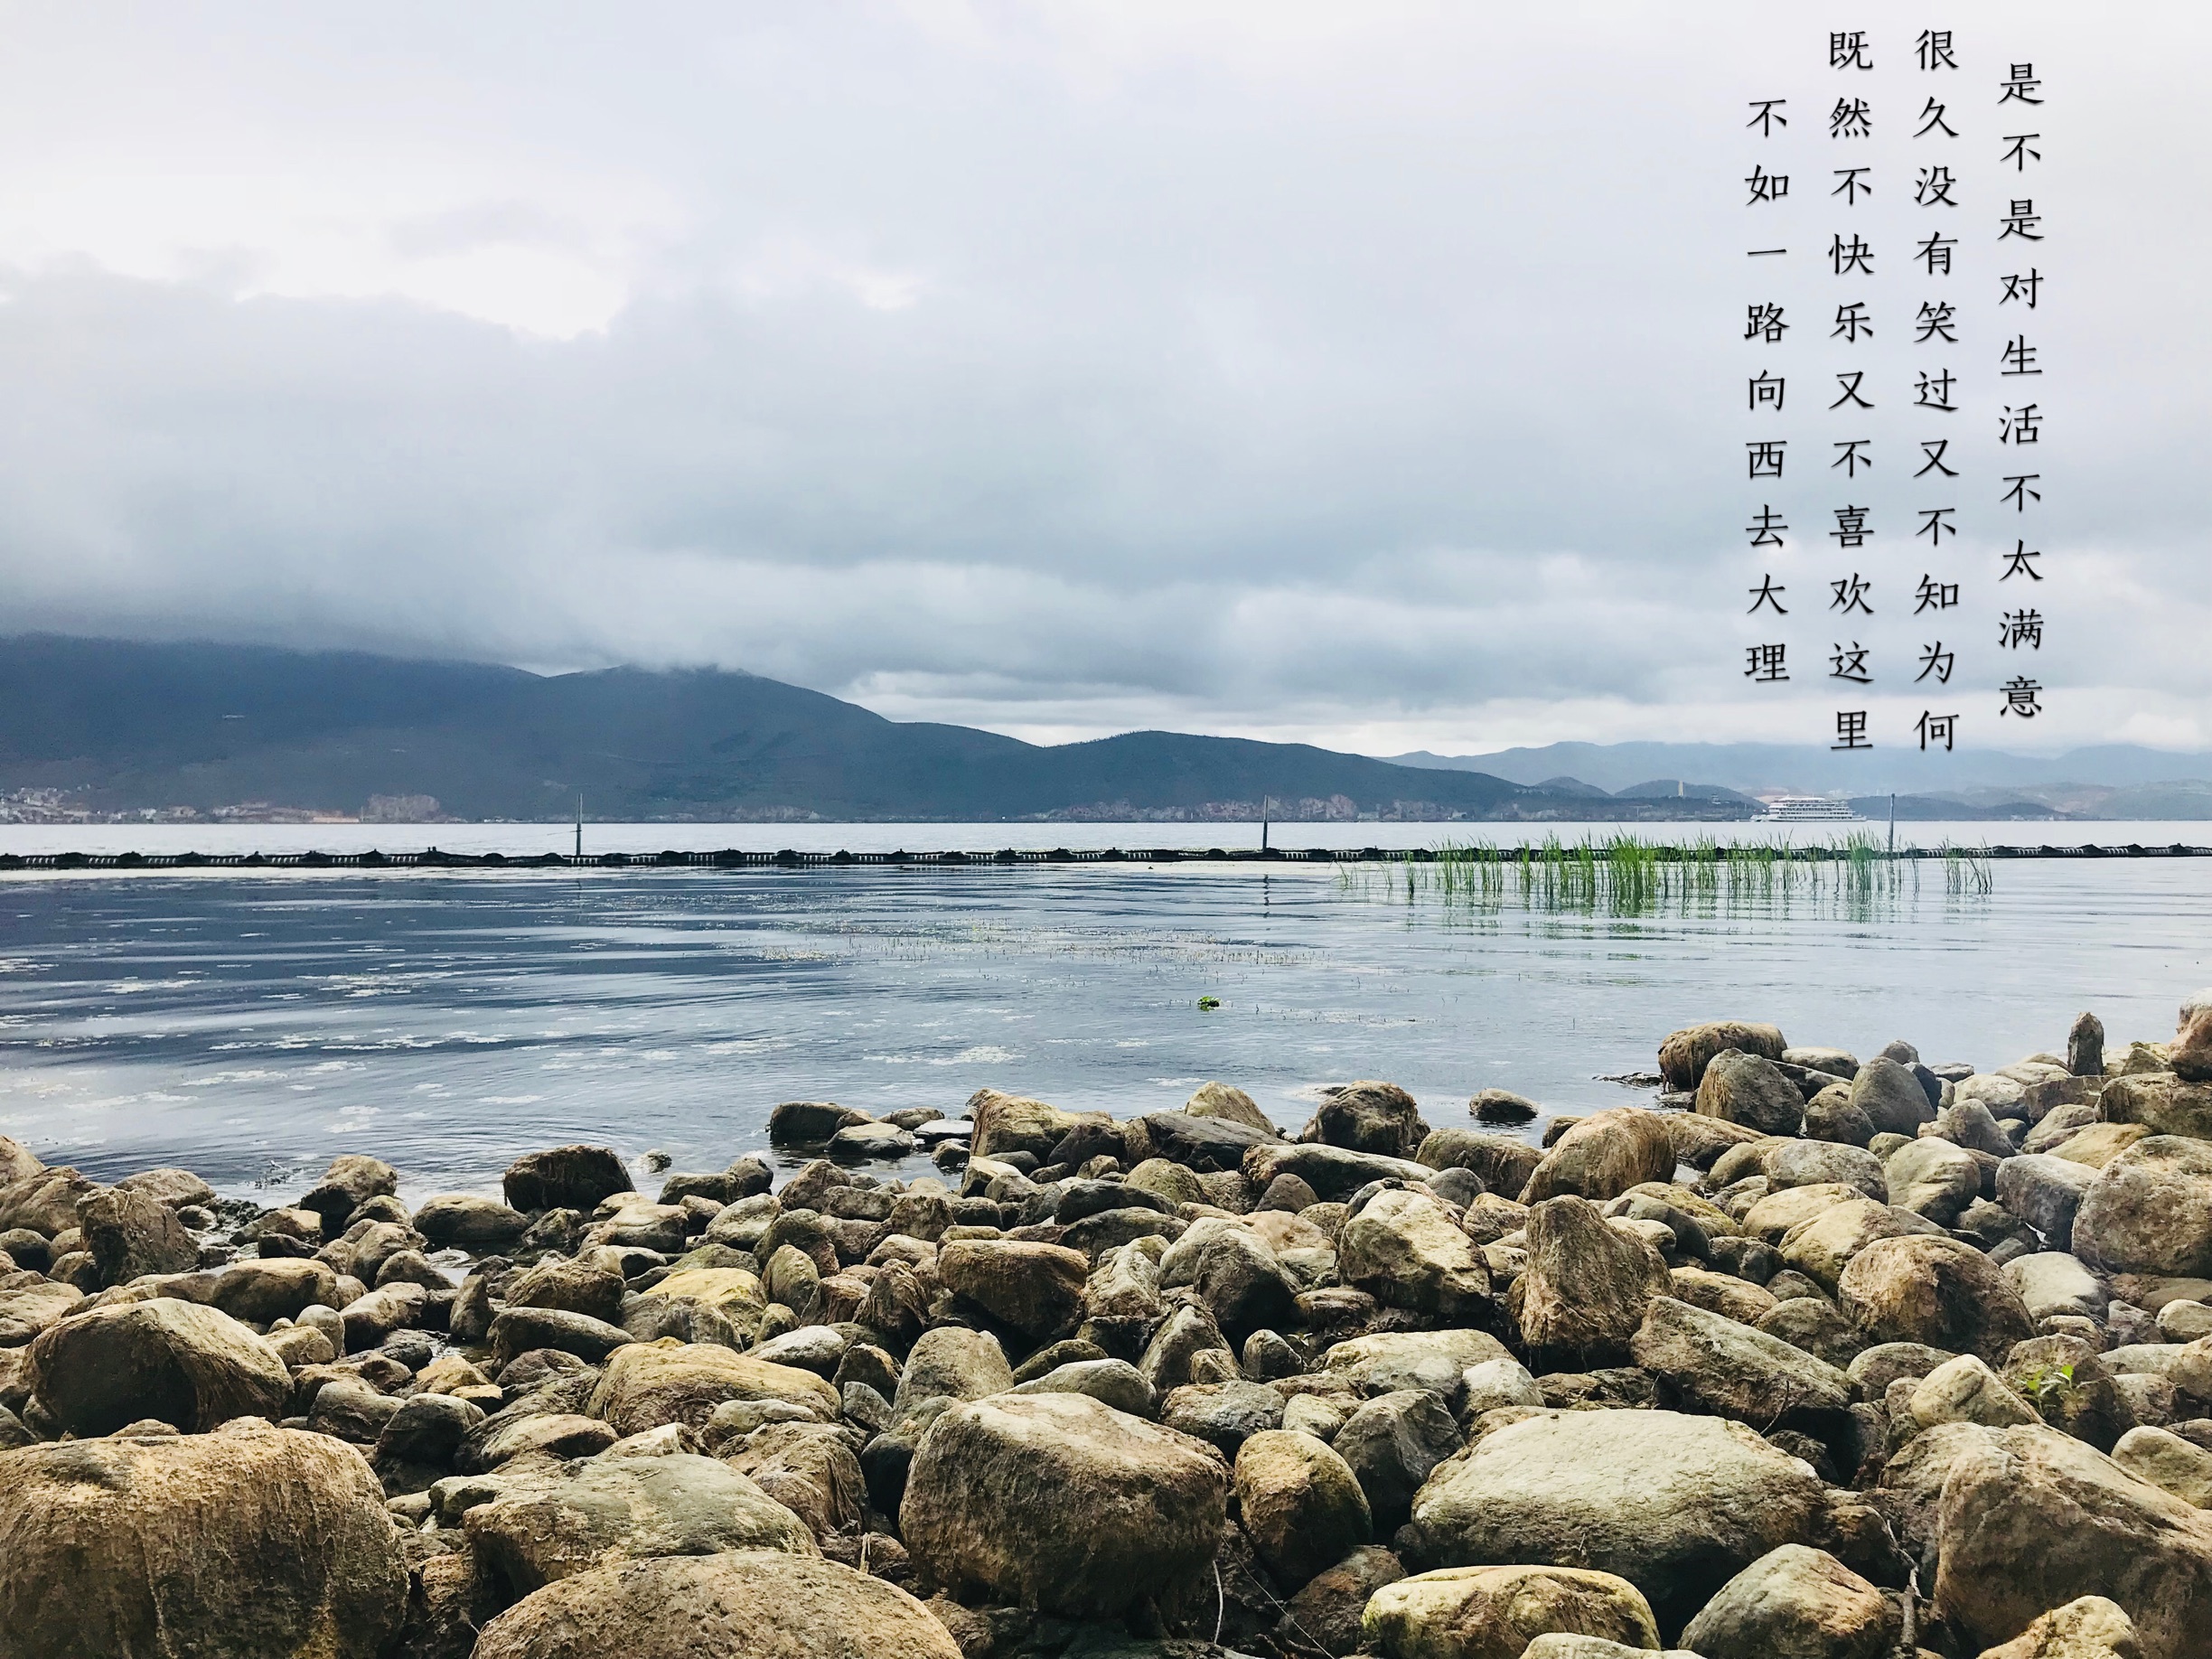 是不是对生活不太满意
很久没有笑过又不知为何
既然不快乐又不喜欢这里
不如一路向西去大理